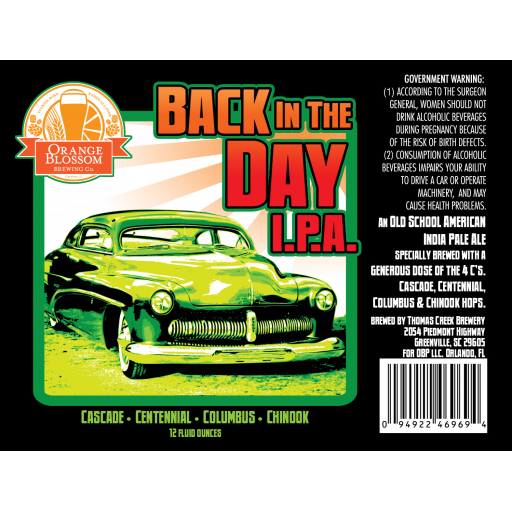 ORANGE
BLOSSOM
BREWING CO.
BACK IN THE
DAY
I.P.A.
CASCADE • CENTENNIAL • COLUMBUS • CHINOOK
12 FLUID OUNCES
GOVERNMENT WARNING:
(1) ACCORDING TO THE SURGEON
GENERAL, WOMEN SHOULD NOT
DRINK ALCOHOLIC BEVERAGES
DURING PREGNANCY BECAUSE
OF THE RISK OF BIRTH DEFECTS.
(2) CONSUMPTION OF ALCOHOLIC
BEVERAGES IMPAIRS YOUR ABILITY
TO DRIVE A CAR OR OPERATE
MACHINERY, AND MAY
CAUSE HEALTH PROBLEMS.
AN OLD SCHOOL AMERICAN
INDIA PALE ALE
SPECIALLY BREWED WITH A
GENEROUS DOSE OF THE 4 C'S.
CASCADE, CENTENNIAL,
COLUMBUS & CHINOOK HOPS.
BREWED BY THOMAS CREEK BREWERY
2054 PIEDMONT HIGHWAY
GREENVILLE, SC 29605
FOR OBP LLC. ORLANDO, FL
0 94922 46969 4